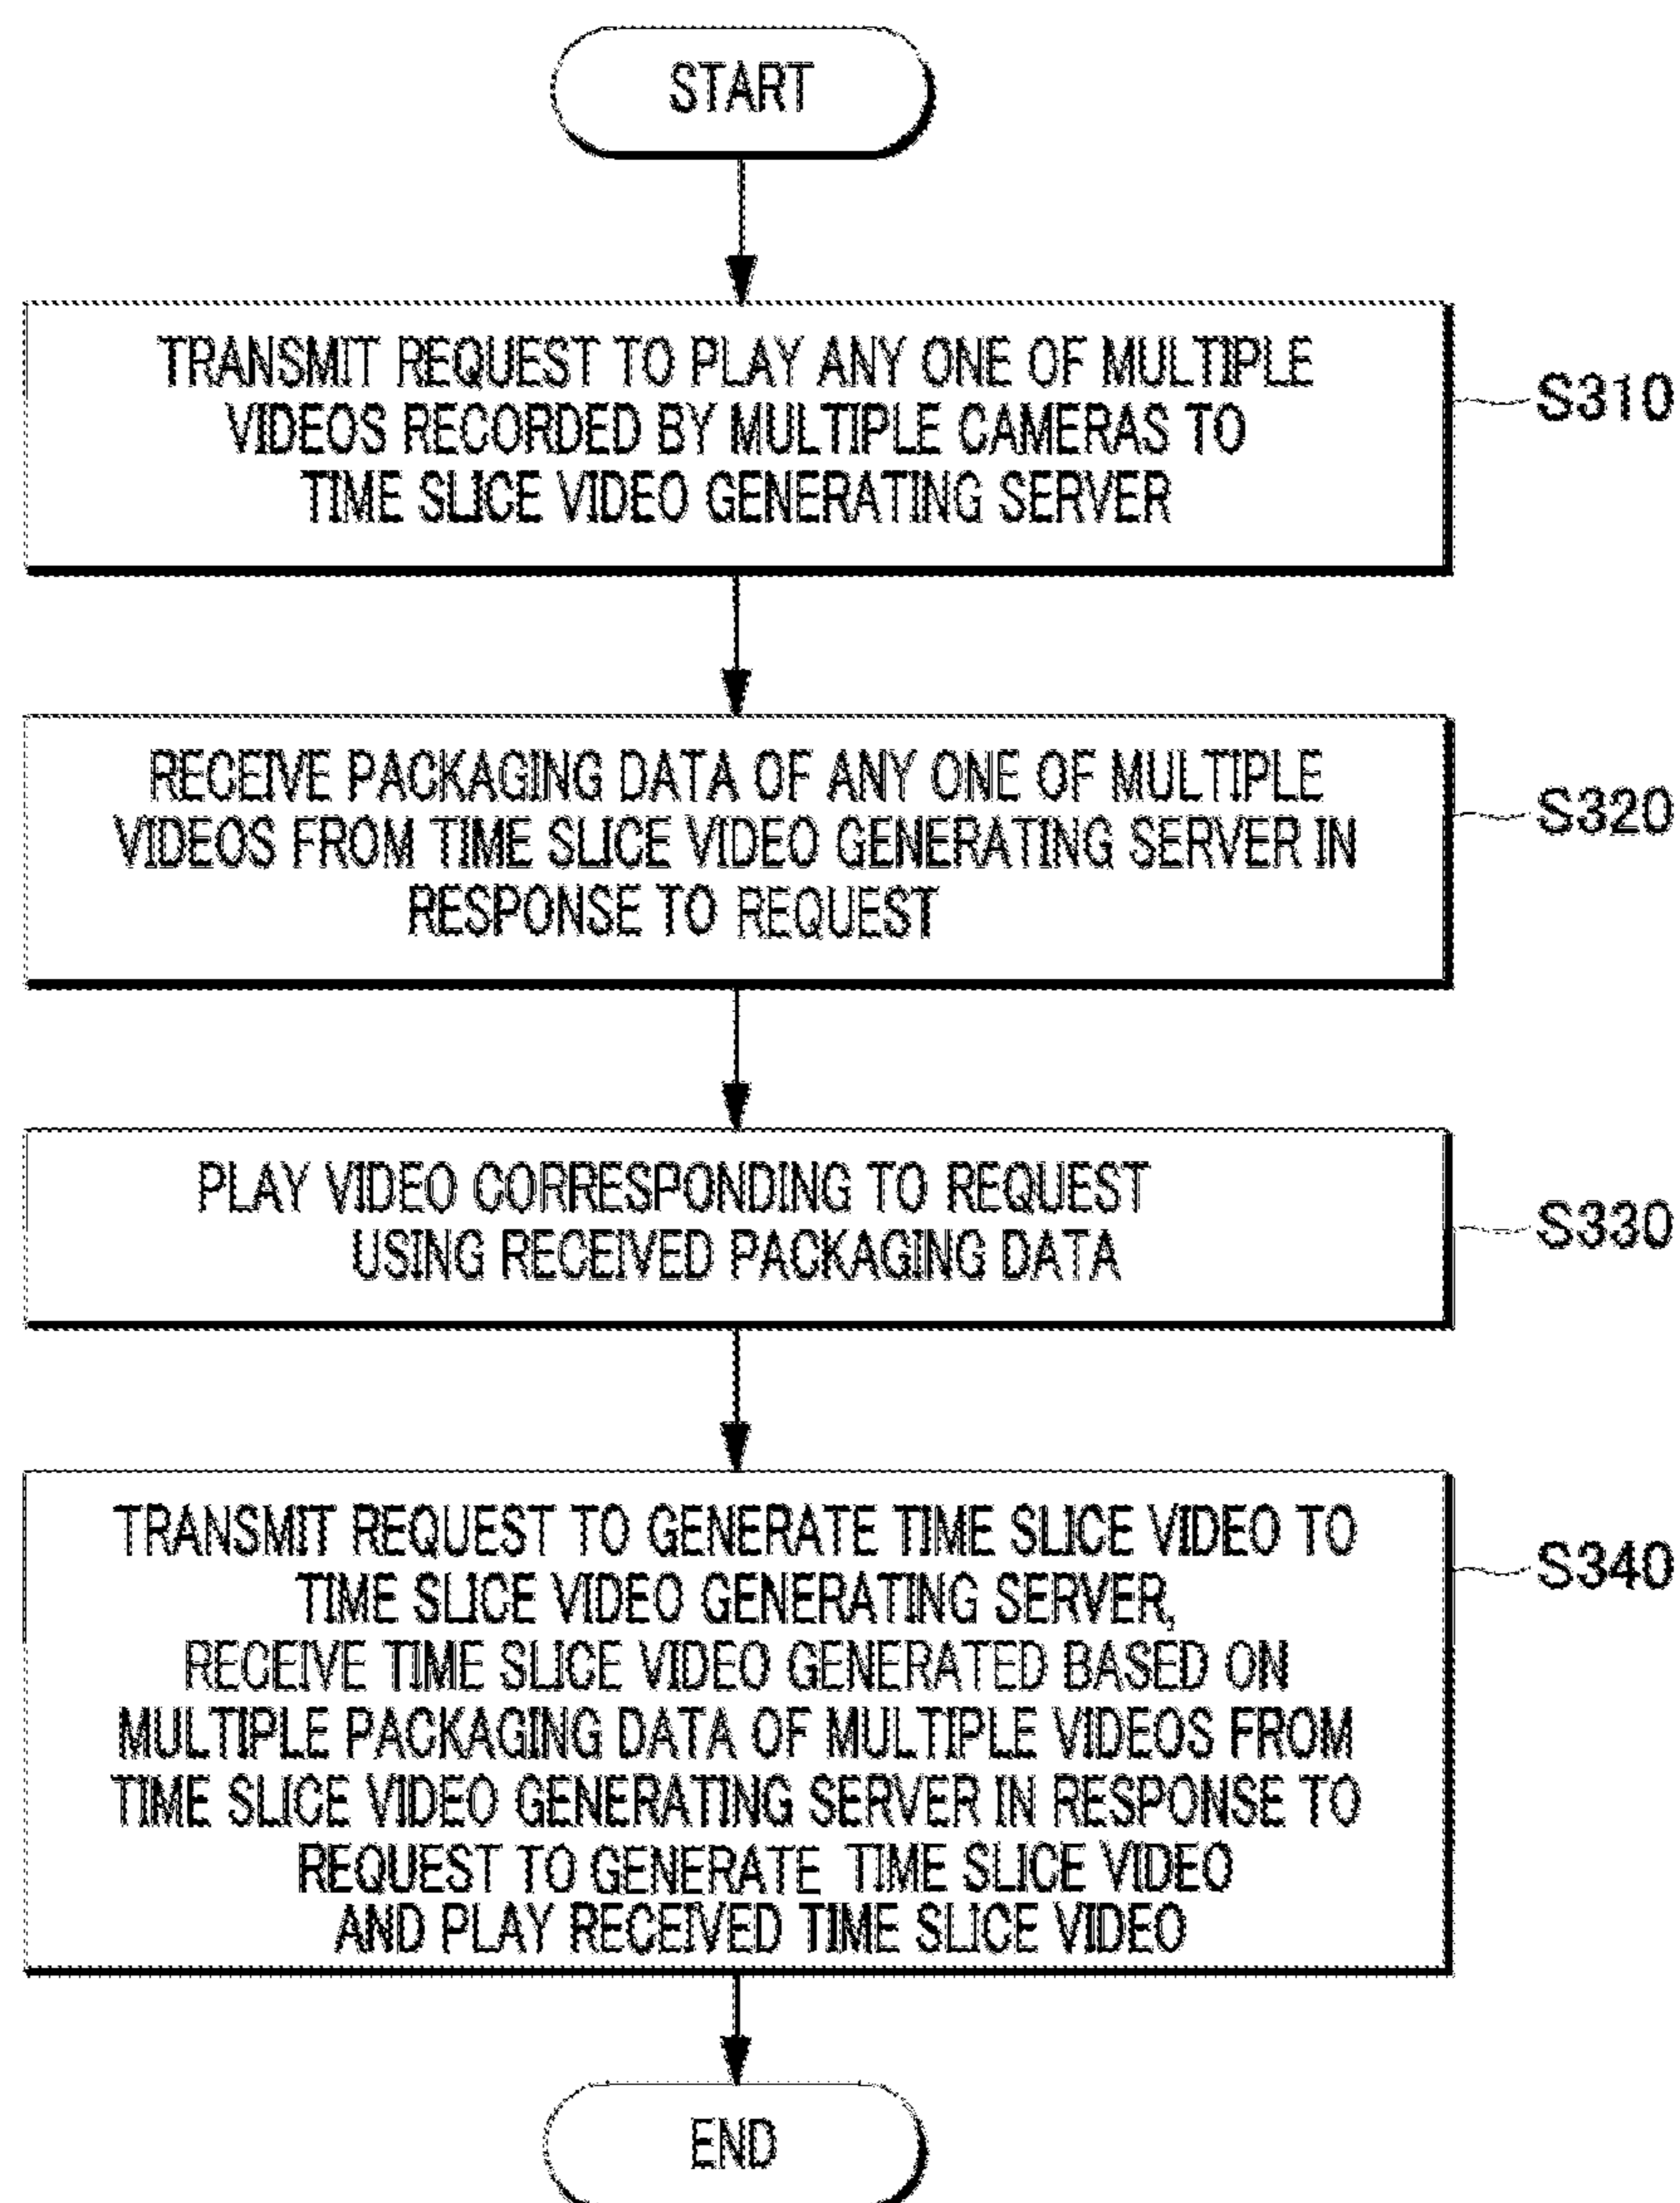 START
TRANSMIT REQUEST TO PLAY ANY ONE OF MULTIPLE
VIDEOS RECORDED BY MULTIPLE CAMERAS TO
TIME SLICE VIDEO GENERATING SERVER
S310
RECEIVE PACKAGING DATA OF ANY ONE OF MULTIPLE
VIDEOS FROM TIME SLICE VIDEO GENERATING SERVER IN
RESPONSE TO REQUEST
S320
PLAY VIDEO CORRESPONDING TO REQUEST
USING RECEIVED PACKAGING DATA
S330
TRANSMIT REQUEST TO GENERATE TIME SLICE VIDEO TO
TIME SLICE VIDEO GENERATING SERVER,
RECEIVE TIME SLICE VIDEO GENERATED BASED ON
MULTIPLE PACKAGING DATA OF MULTIPLE VIDEOS FROM
TIME SLICE VIDEO GENERATING SERVER IN RESPONSE TO
REQUEST TO GENERATE TIME SLICE VIDEO
AND PLAY RECEIVED TIME SLICE VIDEO
S340
END